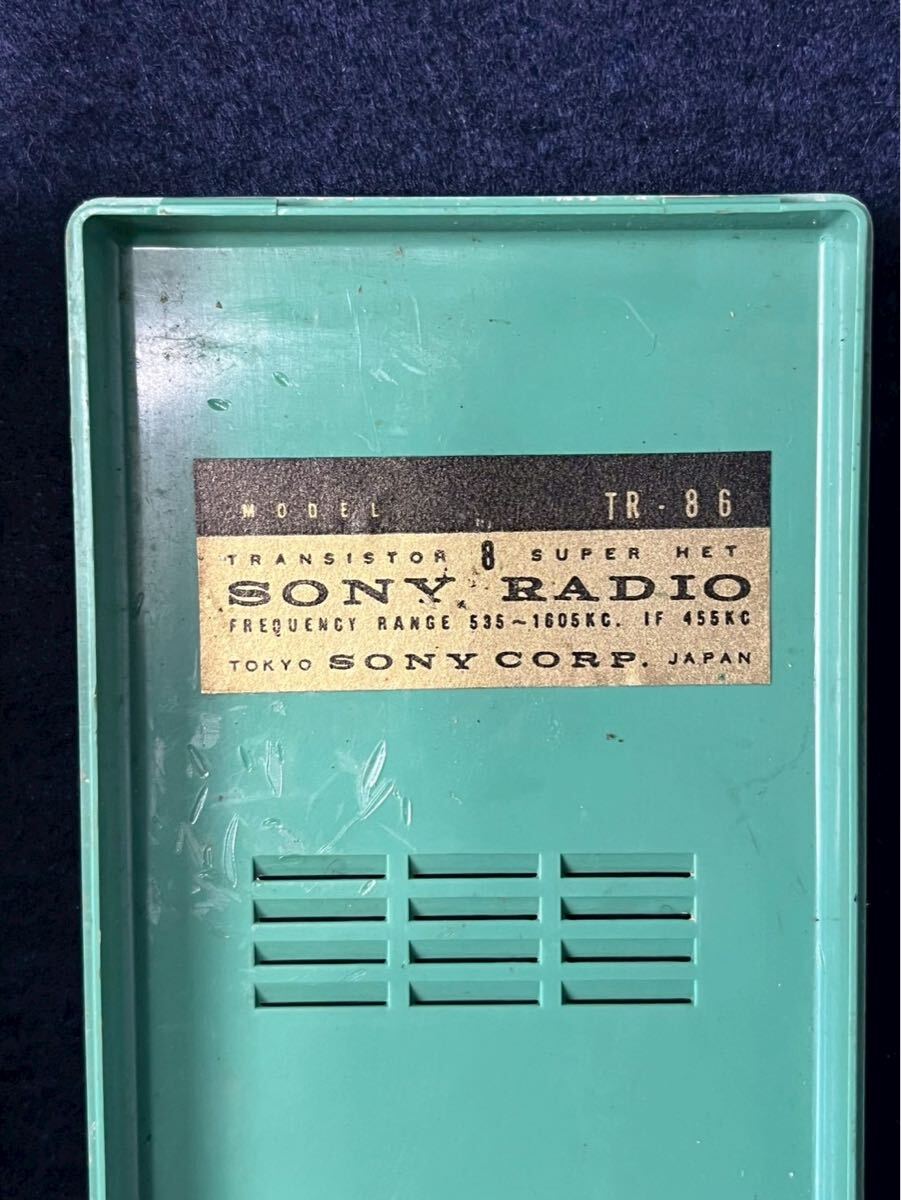 MODEL TR-86
TRANSISTOR 8 SUPER HET
SONY RADIO
FREQUENCY RANGE 535~1605KC. IF 455KC
TOKYO SONY CORP. JAPAN